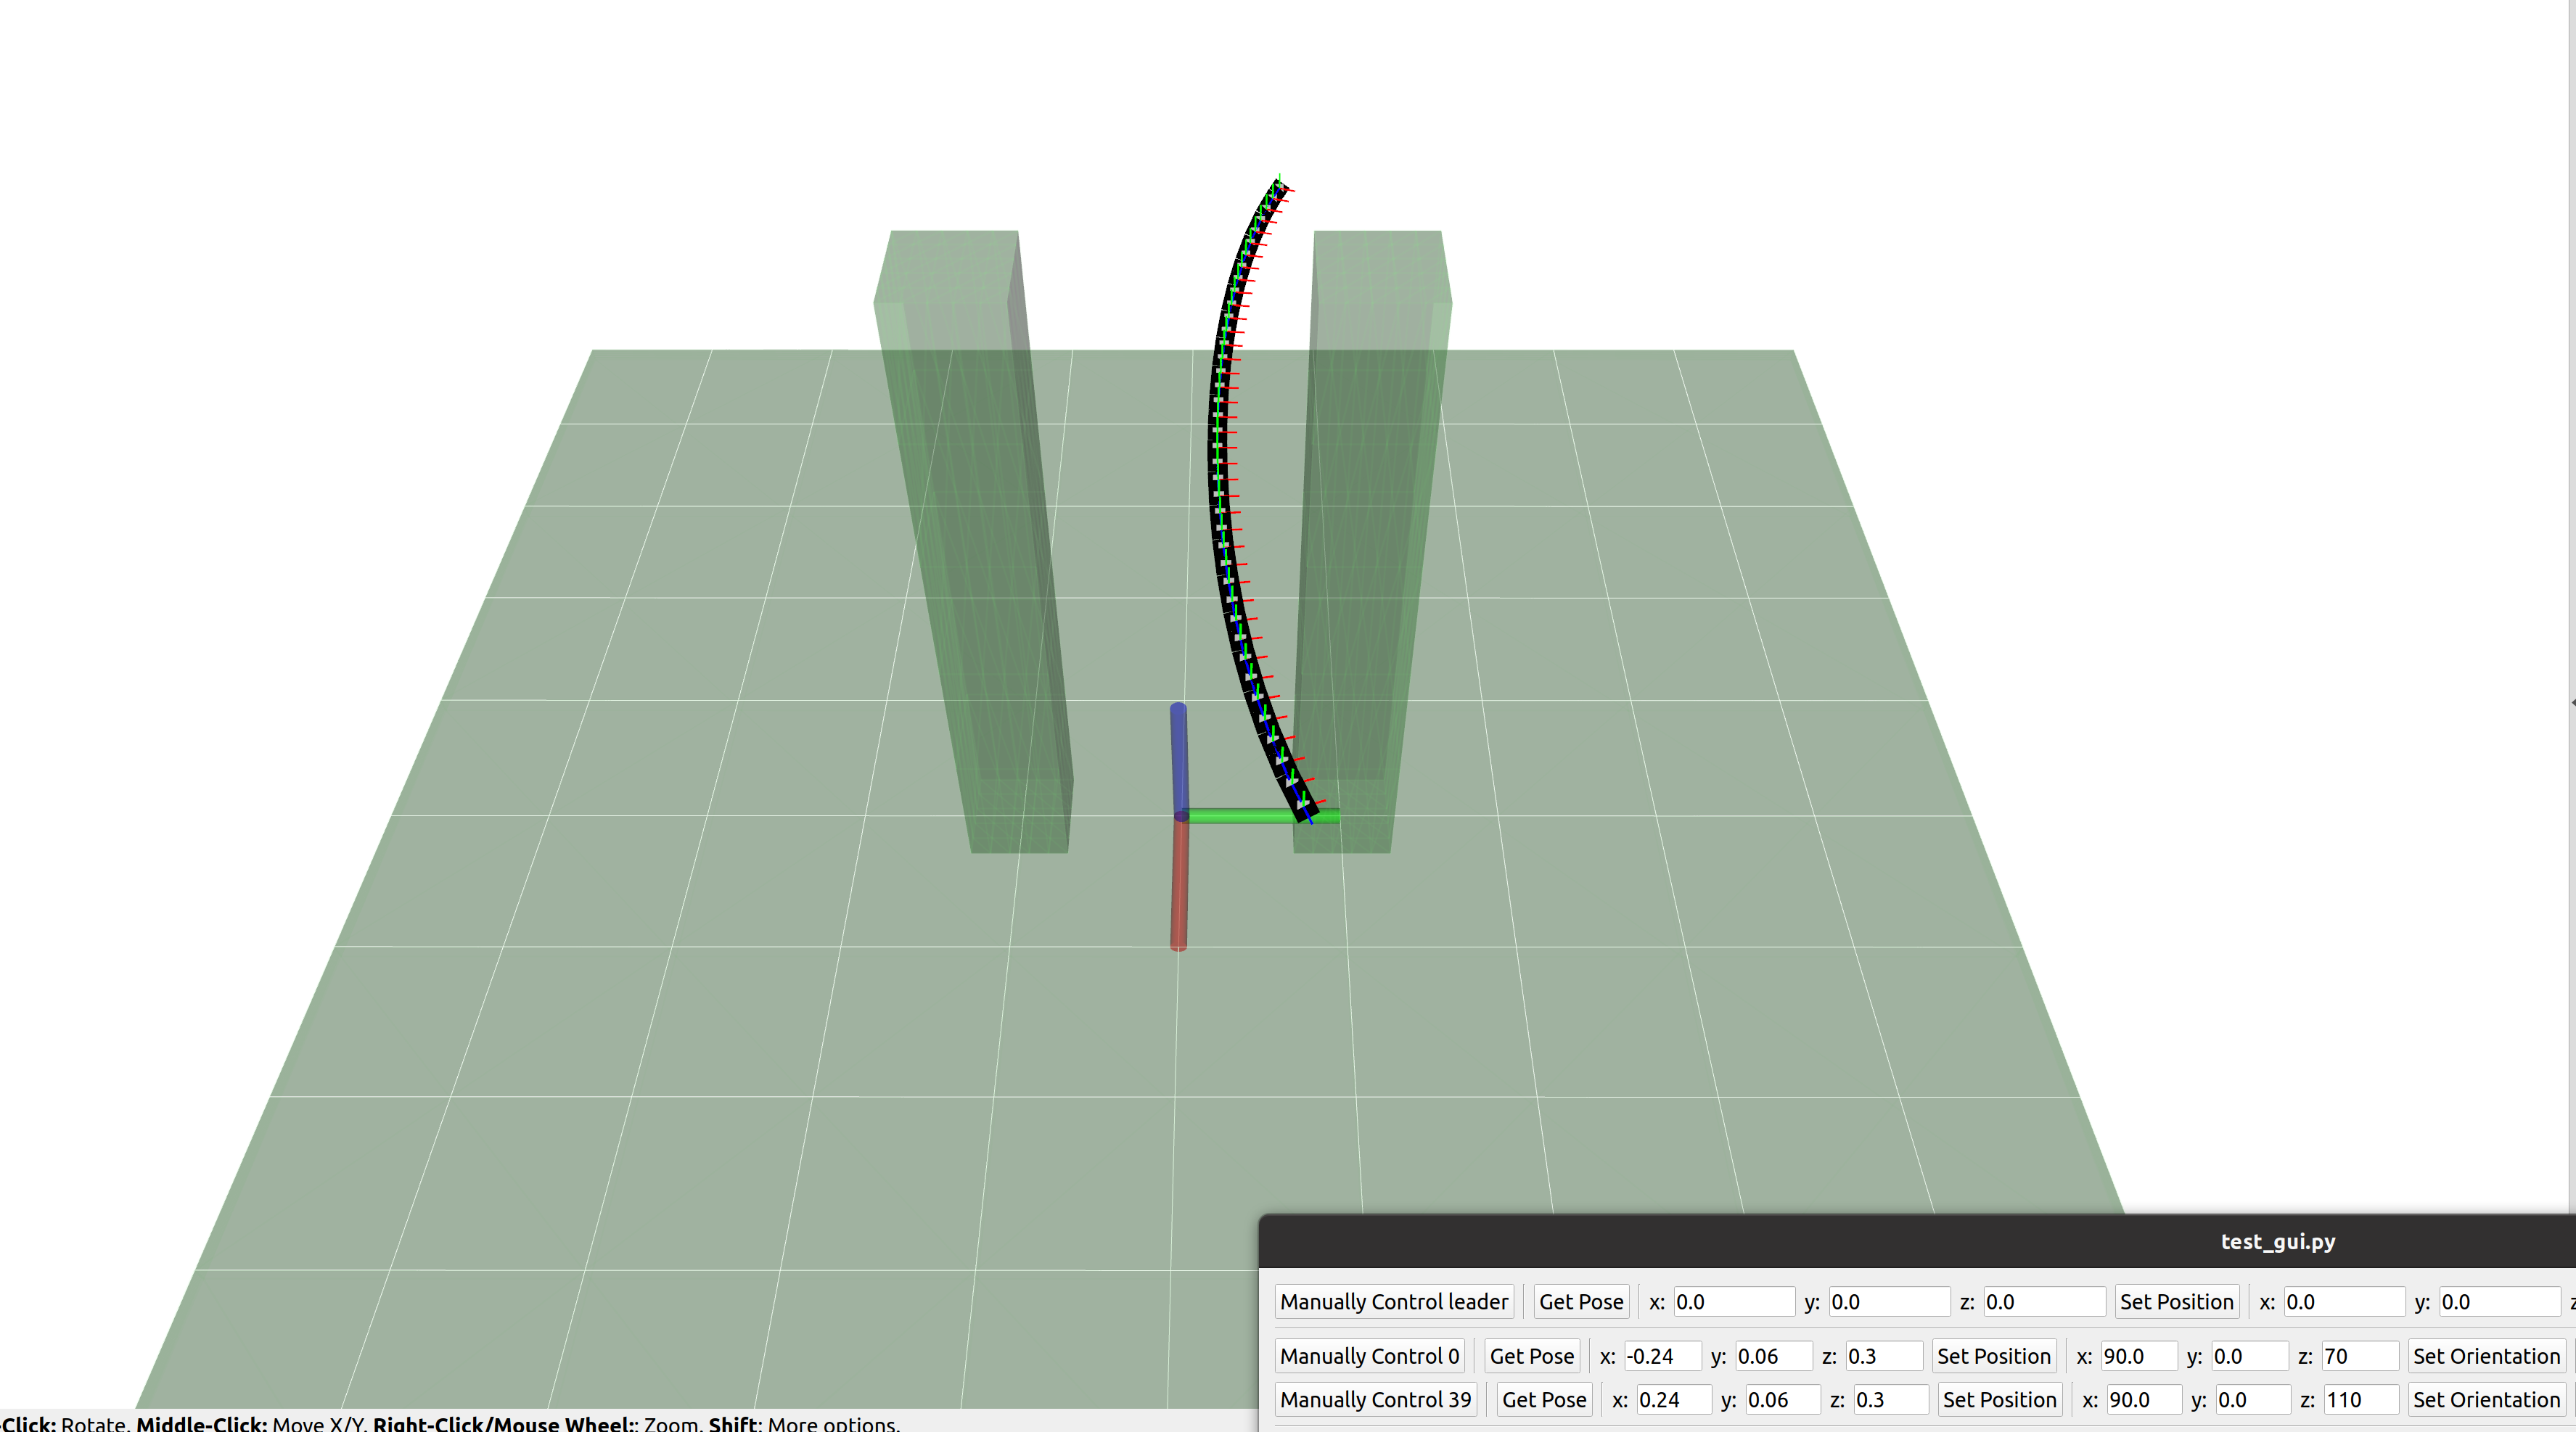 test_gui.py
Manually Control leader Get Pose x: 0.0 y: 0.0 z: 0.0 Set Position x: 0.0 y: 0.0 z
Manually Control 0 Get Pose x: -0.24 y: 0.06 z: 0.3 Set Position x: 90.0 y: 0.0 z: 70 Set Orientation
Manually Control 39 Get Pose x: 0.24 y: 0.06 z: 0.3 Set Position x: 90.0 y: 0.0 z: 110 Set Orientation
-Click: Rotate. Middle-Click: Move X/Y. Right-Click/Mouse Wheel:: Zoom. Shift: More options.